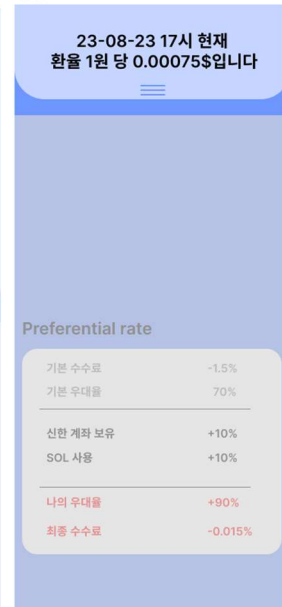 23-08-23 17시 현재
환율 1원 당 0.00075$입니다
Preferential rate
기본 수수료 -1.5%
기본 우대율 70%
신한 계좌 보유 +10%
SOL 사용 +10%
나의 우대율 +90%
최종 수수료 -0.015%